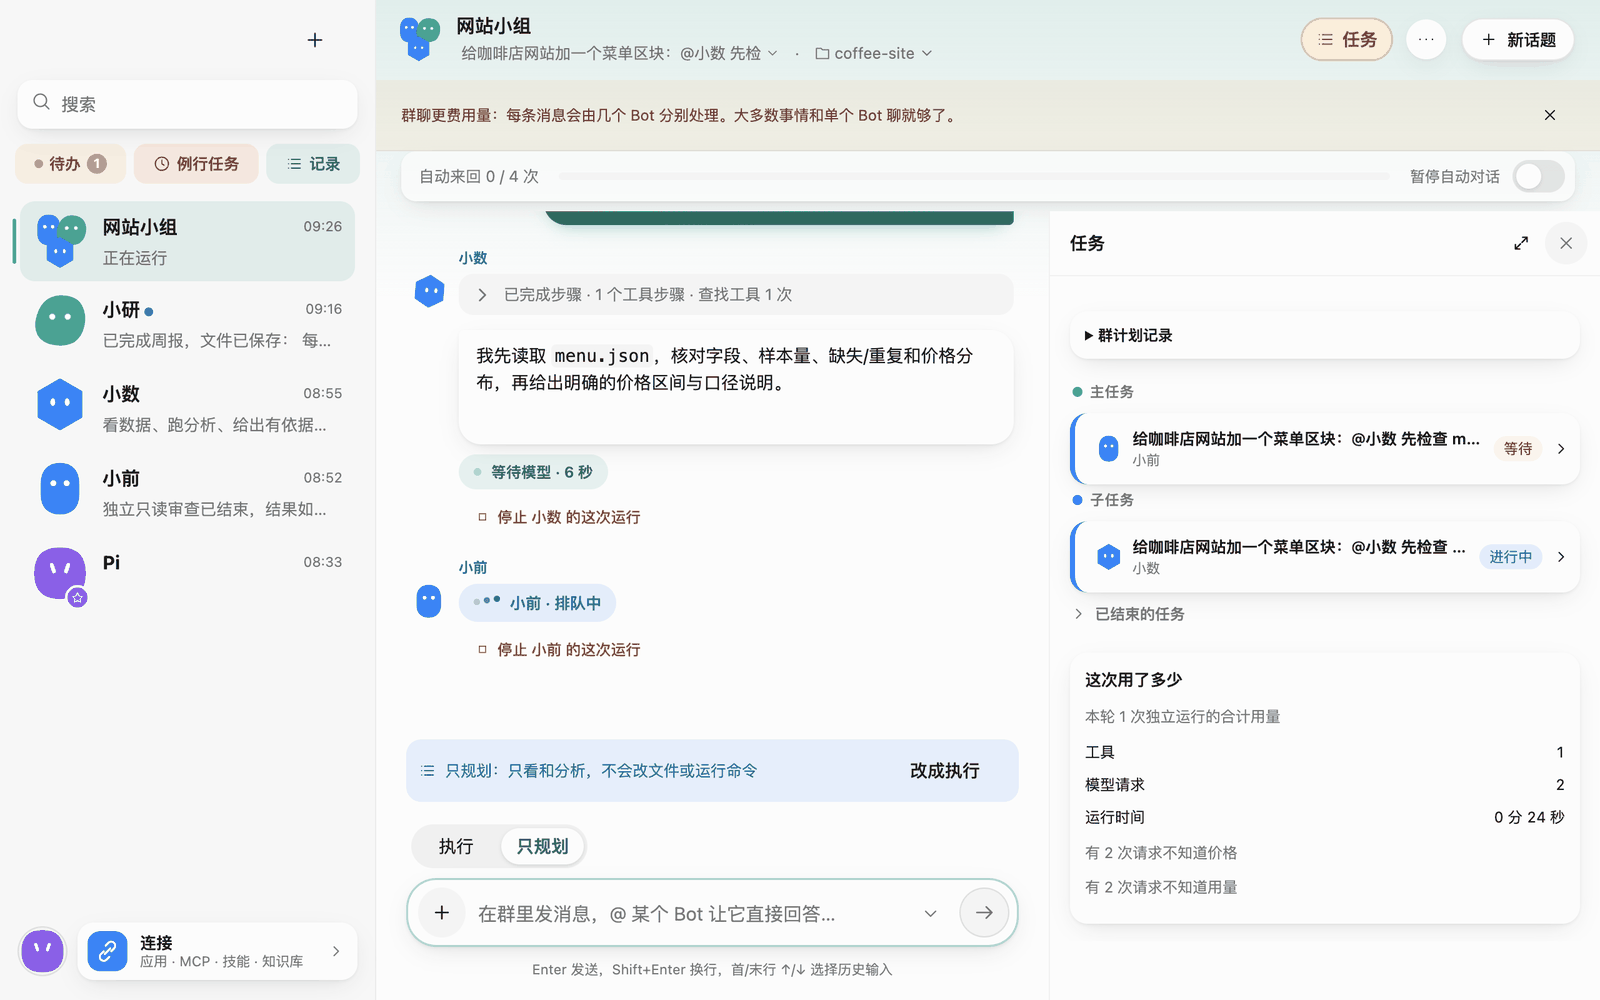 搜索
待办 1
例行任务
记录
网站小组
09:26
正在运行
小研
09:16
已完成周报，文件已保存： 每...
小数
08:55
看数据、跑分析、给出有依据...
小前
08:52
独立只读审查已结束，结果如...
Pi
08:33
连接
应用 · MCP · 技能 · 知识库
网站小组
给咖啡店网站加一个菜单区块：@小数 先检 · coffee-site
任务
···
新话题
群聊更费用量：每条消息会由几个 Bot 分别处理。大多数事情和单个 Bot 聊就够了。
自动来回 0 / 4 次
暂停自动对话
小数
已完成步骤 · 1 个工具步骤 · 查找工具 1 次
我先读取 menu.json，核对字段、样本量、缺失/重复和价格分
布，再给出明确的价格区间与口径说明。
等待模型 · 6 秒
停止 小数 的这次运行
小前
小前 · 排队中
停止 小前 的这次运行
只规划：只看和分析，不会改文件或运行命令
改成执行
执行
只规划
在群里发消息，@ 某个 Bot 让它直接回答...
Enter 发送，Shift+Enter 换行，首/末行 ↑/↓ 选择历史输入
任务
群计划记录
主任务
给咖啡店网站加一个菜单区块：@小数 先检查 m...
小前
等待
子任务
给咖啡店网站加一个菜单区块：@小数 先检查 ...
小数
进行中
已结束的任务
这次用了多少
本轮 1 次独立运行的合计用量
工具 1
模型请求 2
运行时间 0 分 24 秒
有 2 次请求不知道价格
有 2 次请求不知道用量